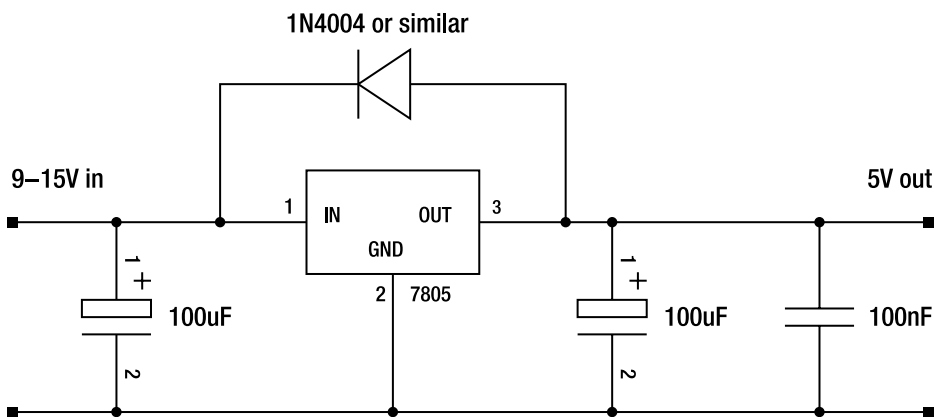 1N4004 or similar
9–15V in
5V out
1
IN
OUT
3
GND
2
7805
1
+
100uF
2
1
+
100uF
2
100nF